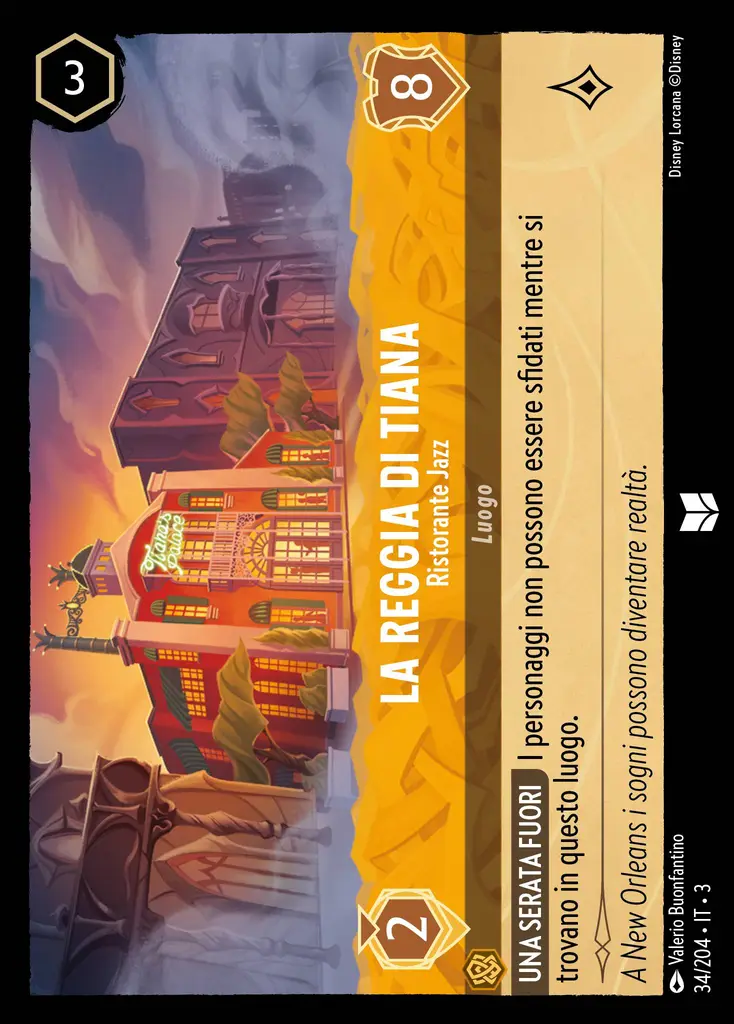 3
Tiana's
Palace
2
LA REGGIA DI TIANA
Ristorante Jazz
8
Luogo
UNA SERATA FUORI I personaggi non possono essere sfidati mentre si
trovano in questo luogo.
A New Orleans i sogni possono diventare realtà.
Valerio Buonfantino
34/204 • IT • 3
Disney Lorcana ©Disney